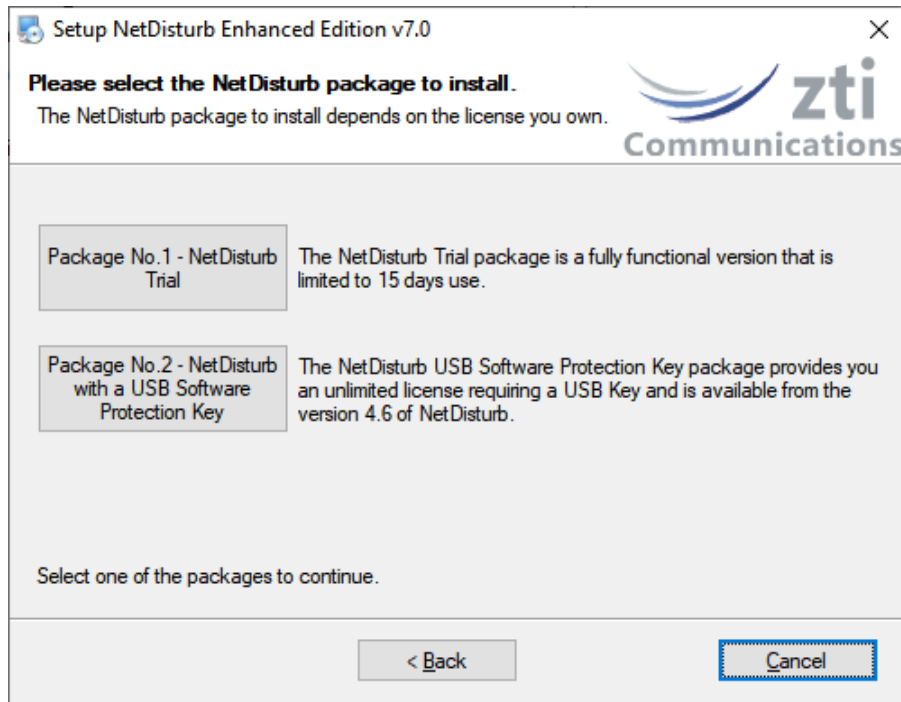 Setup NetDisturb Enhanced Edition v7.0
Please select the NetDisturb package to install.
The NetDisturb package to install depends on the license you own.
zti
Communications
Package No.1 - NetDisturb
Trial
The NetDisturb Trial package is a fully functional version that is
limited to 15 days use.
Package No.2 - NetDisturb
with a USB Software
Protection Key
The NetDisturb USB Software Protection Key package provides you
an unlimited license requiring a USB Key and is available from the
version 4.6 of NetDisturb.
Select one of the packages to continue.
< Back
Cancel